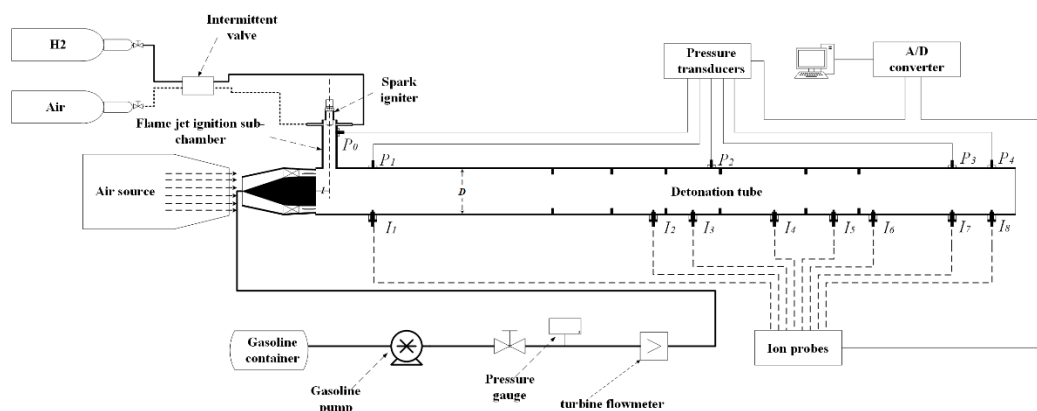 H2
Intermittent
valve
Air
Spark
igniter
Flame jet ignition sub-
chamber
P0
Pressure
transducers
A/D
converter
Air source
l
D
P1
P2
P3
P4
Detonation tube
I1
I2
I3
I4
I5
I6
I7
I8
Gasoline
container
Gasoline
pump
Pressure
gauge
turbine flowmeter
Ion probes